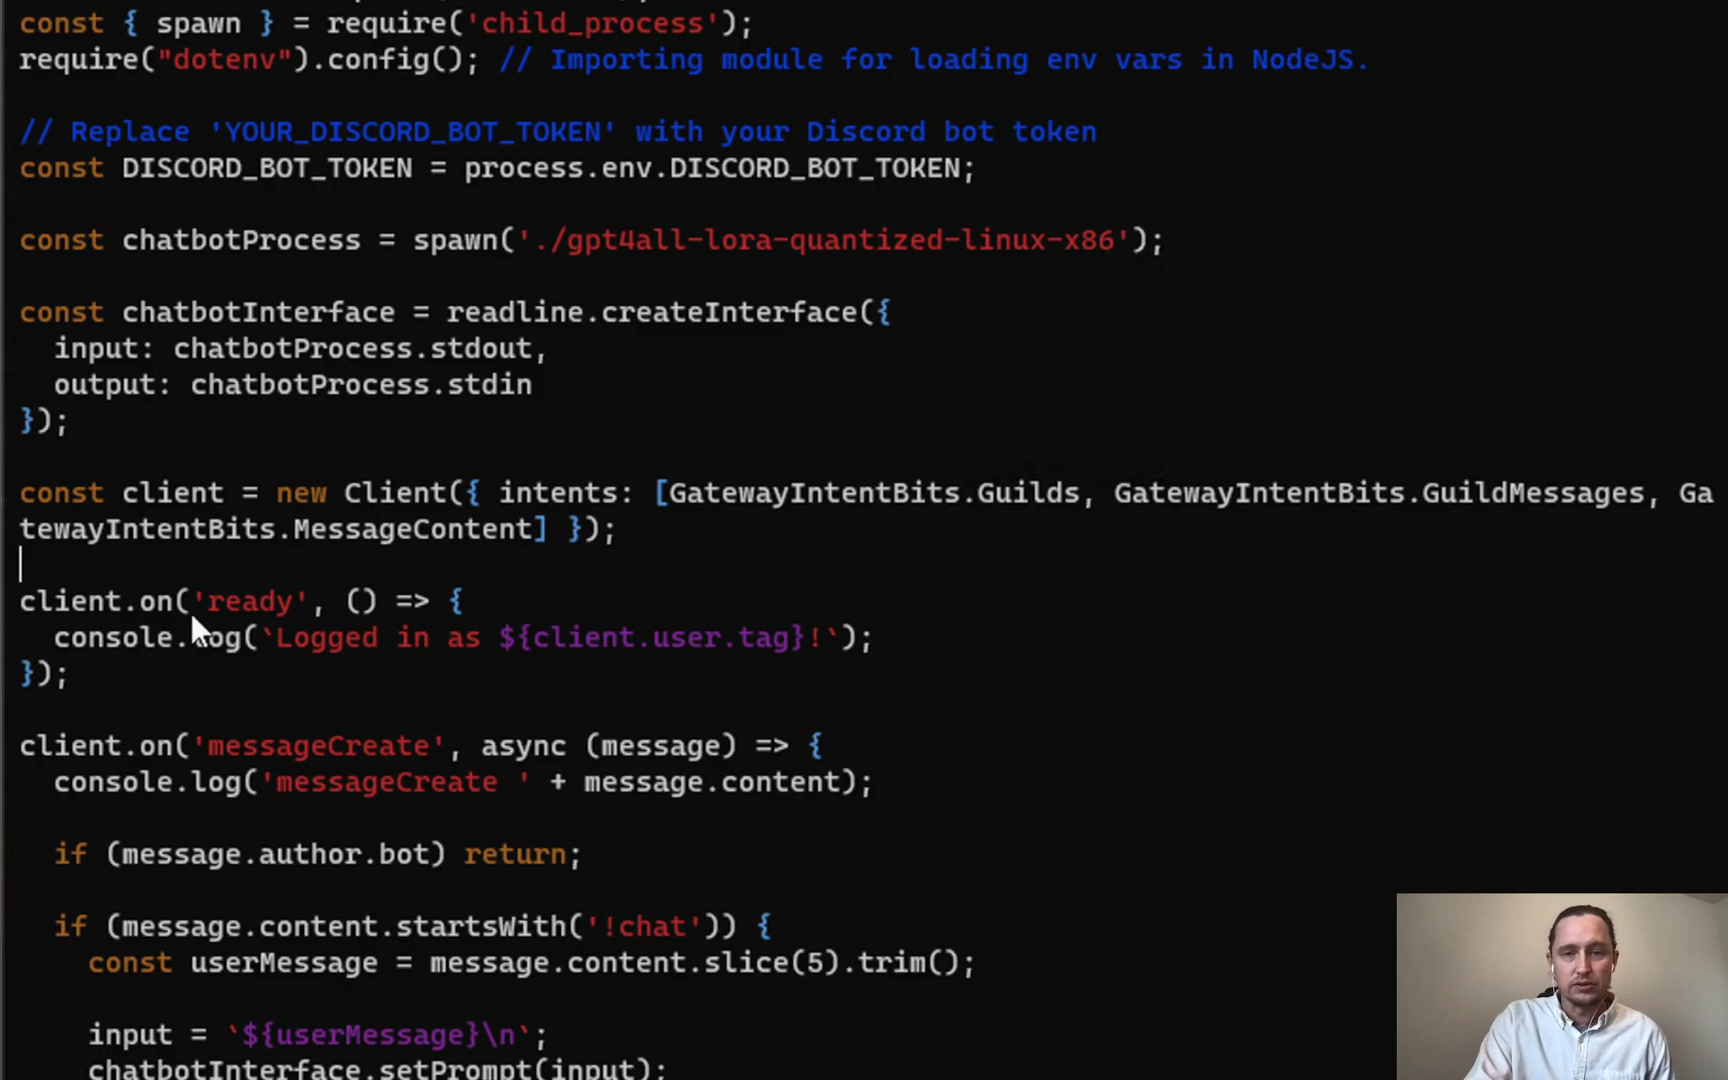 const { spawn } = require('child_process');
require("dotenv").config(); // Importing module for loading env vars in NodeJS.
// Replace 'YOUR_DISCORD_BOT_TOKEN' with your Discord bot token
const DISCORD_BOT_TOKEN = process.env.DISCORD_BOT_TOKEN;
const chatbotProcess = spawn('./gpt4all-lora-quantized-linux-x86');
const chatbotInterface = readline.createInterface({
  input: chatbotProcess.stdout,
  output: chatbotProcess.stdin
});
const client = new Client({ intents: [GatewayIntentBits.Guilds, GatewayIntentBits.GuildMessages, Ga
tewayIntentBits.MessageContent] });
client.on('ready', () => {
  console.log(`Logged in as ${client.user.tag}!`);
});
client.on('messageCreate', async (message) => {
  console.log('messageCreate ' + message.content);
  if (message.author.bot) return;
  if (message.content.startsWith('!chat')) {
    const userMessage = message.content.slice(5).trim();
    input = `${userMessage}\n`;
    chatbotInterface.setPrompt(input);